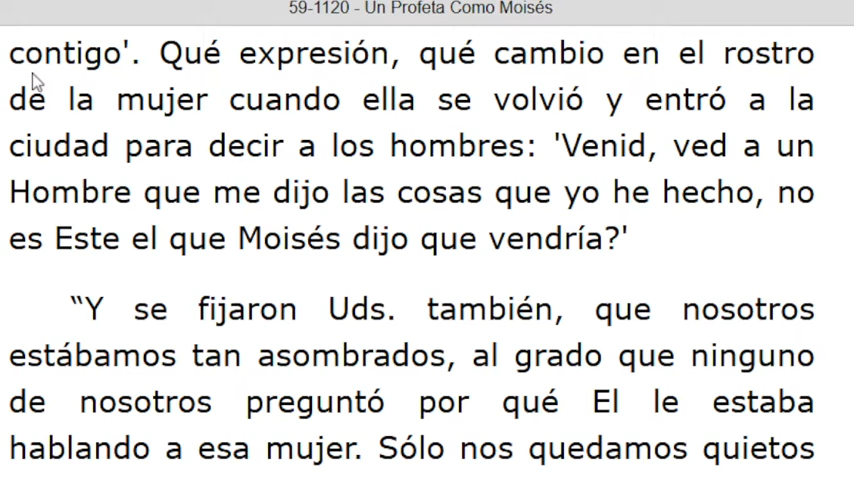 59-1120 - Un Profeta Como Moisés
contigo'. Qué expresión, qué cambio en el rostro
de la mujer cuando ella se volvió y entró a la
ciudad para decir a los hombres: 'Venid, ved a un
Hombre que me dijo las cosas que yo he hecho, no
es Este el que Moisés dijo que vendría?'
“Y se fijaron Uds. también, que nosotros
estábamos tan asombrados, al grado que ninguno
de nosotros preguntó por qué El le estaba
hablando a esa mujer. Sólo nos quedamos quietos